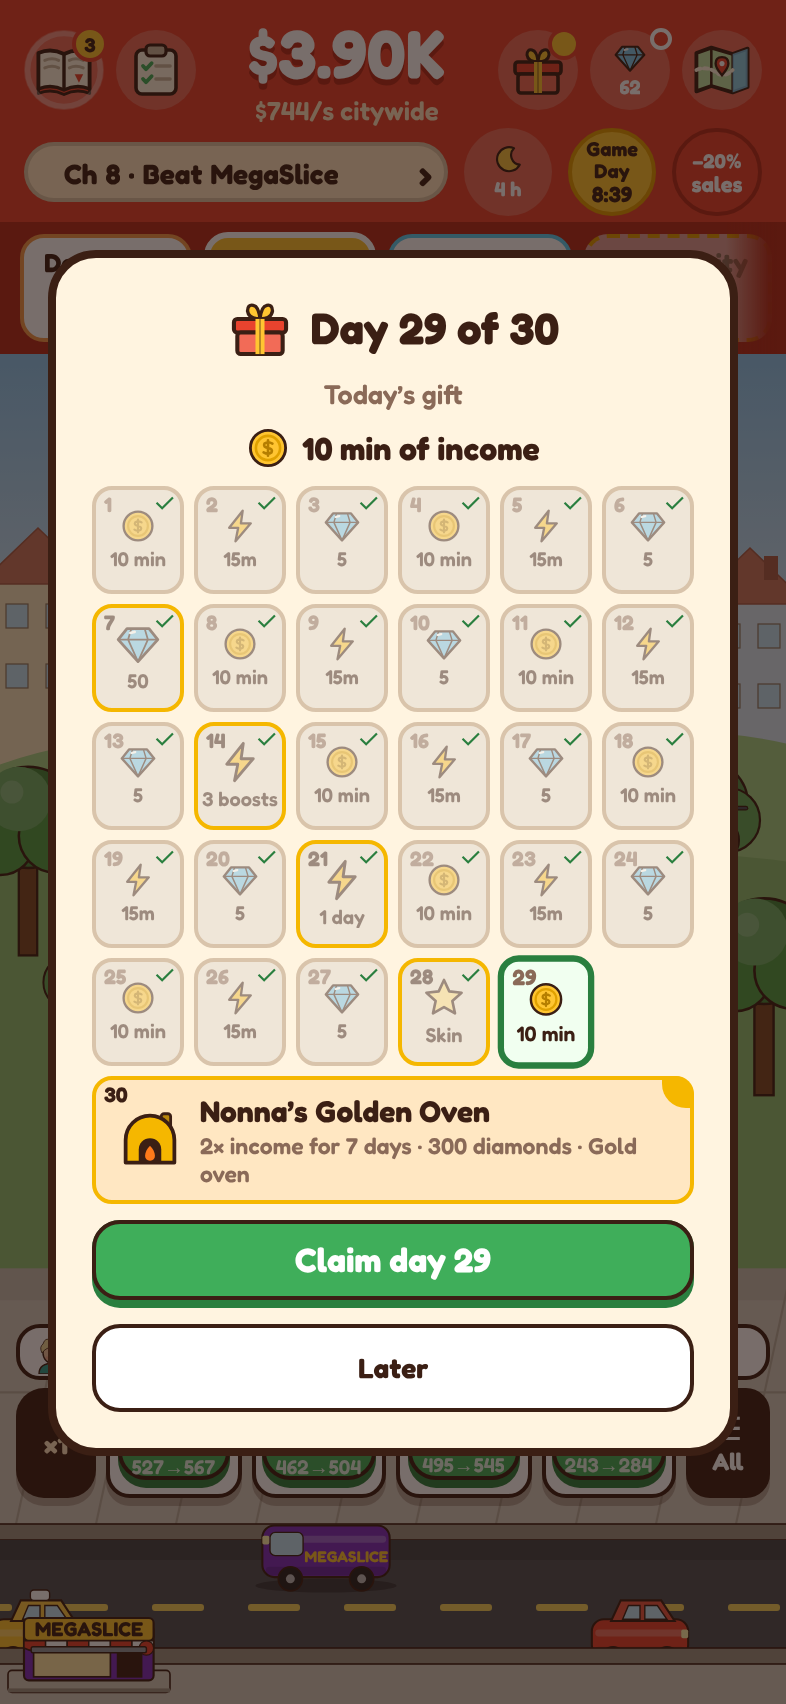 3
$3.90K
62
$744/s citywide
Ch 8 · Beat MegaSlice
4 h
Game
Day
8:39
−20%
sales
Day 29 of 30
Today’s gift
10 min of income
1
10 min
2
15m
3
5
4
10 min
5
15m
6
5
7
50
8
10 min
9
15m
10
5
11
10 min
12
15m
13
5
14
3 boosts
15
10 min
16
15m
17
5
18
10 min
19
15m
20
5
21
1 day
22
10 min
23
15m
24
5
25
10 min
26
15m
27
5
28
Skin
29
10 min
30
Nonna’s Golden Oven
2× income for 7 days · 300 diamonds · Gold
oven
Claim day 29
Later
527→567
462→504
495→545
243→284
All
MEGASLICE
MEGASLICE